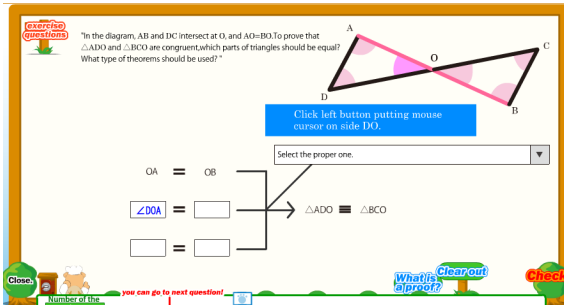 exercise
questions
"In the diagram, AB and DC intersect at O, and AO=BO.To prove that
△ADO and △BCO are congruent,which parts of triangles should be equal?
What type of theorems should be used? "
A
O
C
D
B
Click left button putting mouse
cursor on side DO.
Select the proper one.
OA = OB
∠DOA =
△ADO ≡ △BCO
=
Close.
What is
a proof?
Clear out
Check
you can go to next question!
Number of the